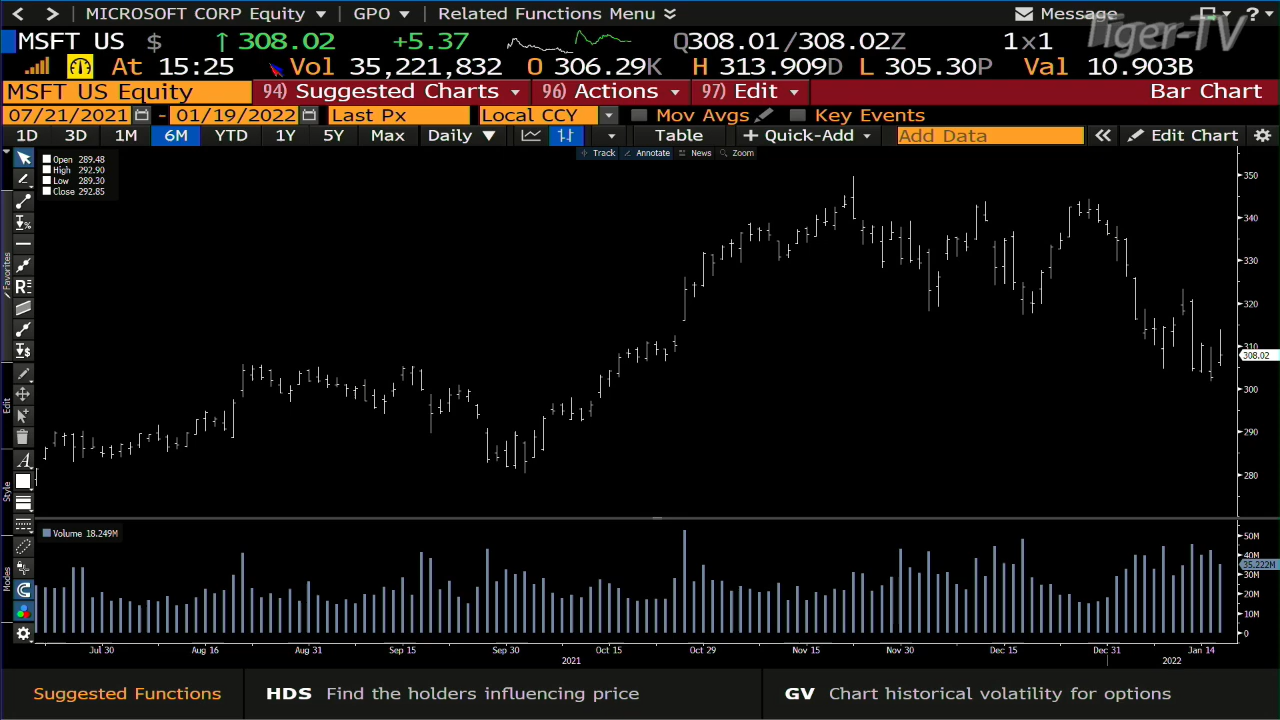 MICROSOFT CORP Equity GPO Related Functions Menu Message ?
Tiger-TV
MSFT US $ ↑ 308.02 +5.37 Q308.01/308.02Z 1x1
At 15:25 Vol 35,221,832 O 306.29K H 313.909D L 305.30P Val 10.903B
MSFT US Equity 94) Suggested Charts 96) Actions 97) Edit Bar Chart
07/21/2021 - 01/19/2022 Last Px Local CCY Mov Avgs Key Events
1D 3D 1M 6M YTD 1Y 5Y Max Daily ▼ Table + Quick-Add Add Data « Edit Chart
Track Annotate News Zoom
Open 289.48
High 292.90
Low 289.30
Close 292.85
Favorites
Edit
Style
Modes
350
340
330
320
310
308.02
300
290
280
Volume 18.249M
50M
40M
35.222M
30M
20M
10M
0
Jul 30 Aug 16 Aug 31 Sep 15 Sep 30 Oct 15 Oct 29 Nov 15 Nov 30 Dec 15 Dec 31 Jan 14
2021 2022
Suggested Functions HDS Find the holders influencing price GV Chart historical volatility for options